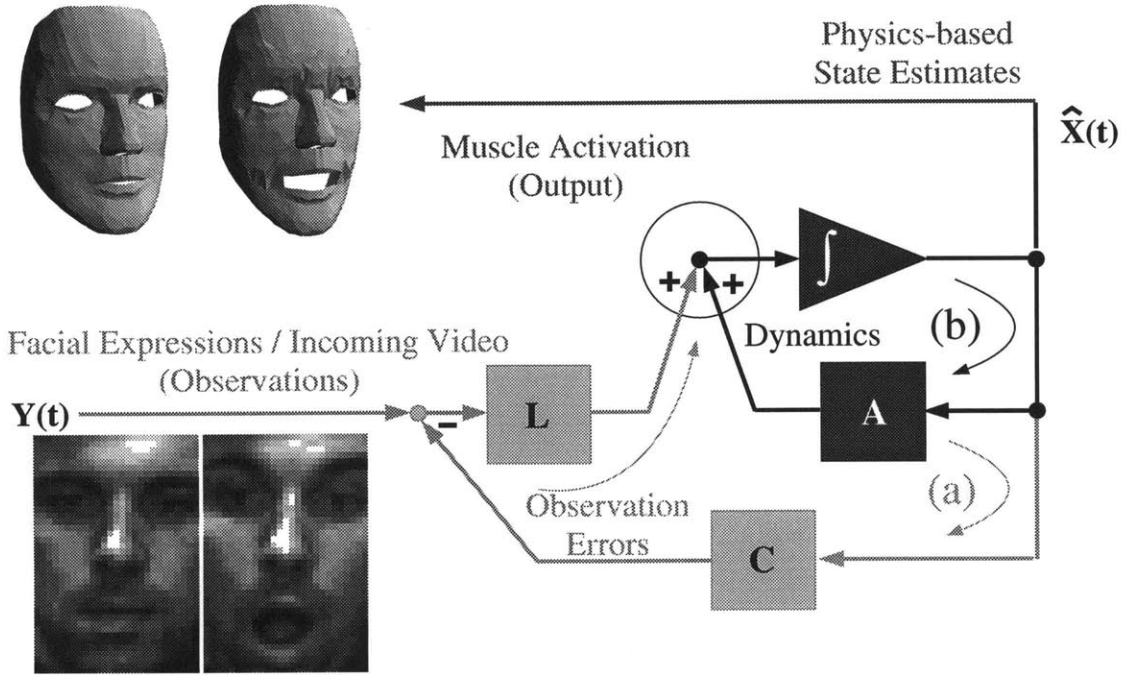 Physics-based
State Estimates
X̂(t)
Muscle Activation
(Output)
∫
+ +
Dynamics
(b)
Facial Expressions / Incoming Video
(Observations)
Y(t)
-
L
A
(a)
Observation
Errors
C